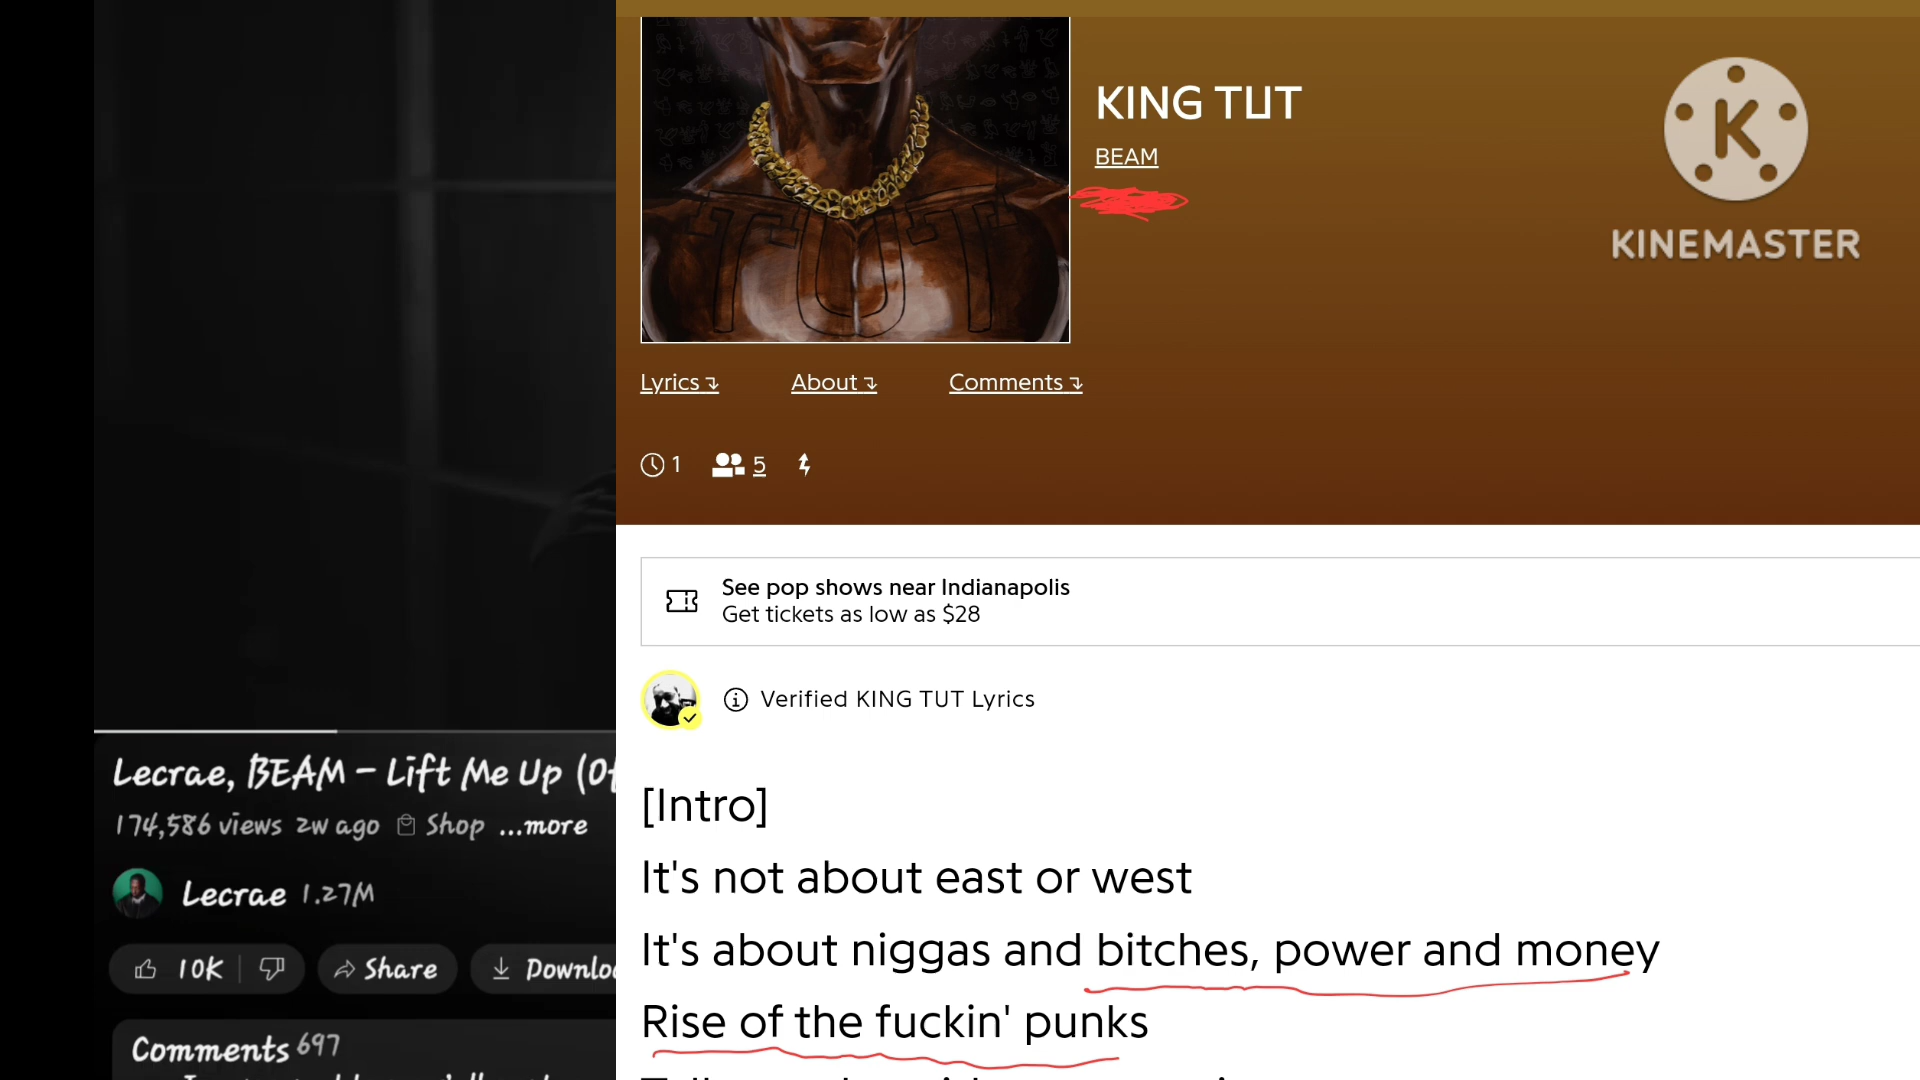 KING TUT
BEAM
KINEMASTER
TUT
Lyrics
About
Comments
1
5
See pop shows near Indianapolis
Get tickets as low as $28
Verified KING TUT Lyrics
[Intro]
It's not about east or west
It's about niggas and bitches, power and money
Rise of the fuckin' punks
Lecrae, BEAM - Lift Me Up (Of
174,586 views 2w ago Shop ...more
Lecrae 1.27M
10K Share Downlo
Comments 697